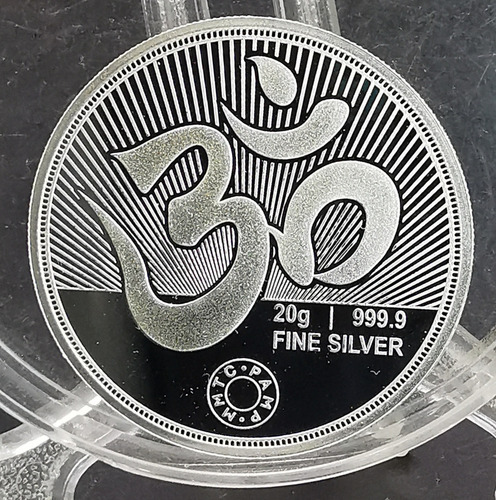 ॐ
20g | 999.9
FINE SILVER
MMTC • PAMP •